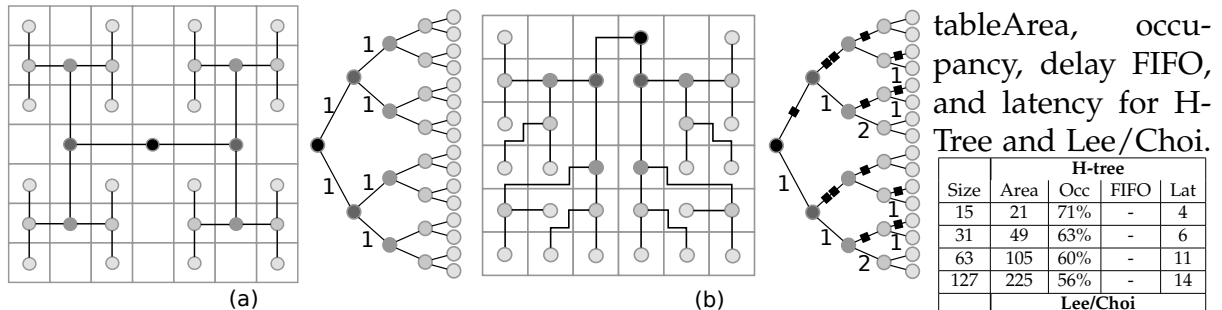 1
1
1
1
1
1
(a)
1
1
2
1
1
1
1
2
1
1
(b)
tableArea, occu-
pancy, delay FIFO,
and latency for H-
Tree and Lee/Choi.
H-tree
Size Area Occ FIFO Lat
15 21 71% - 4
31 49 63% - 6
63 105 60% - 11
127 225 56% - 14
Lee/Choi